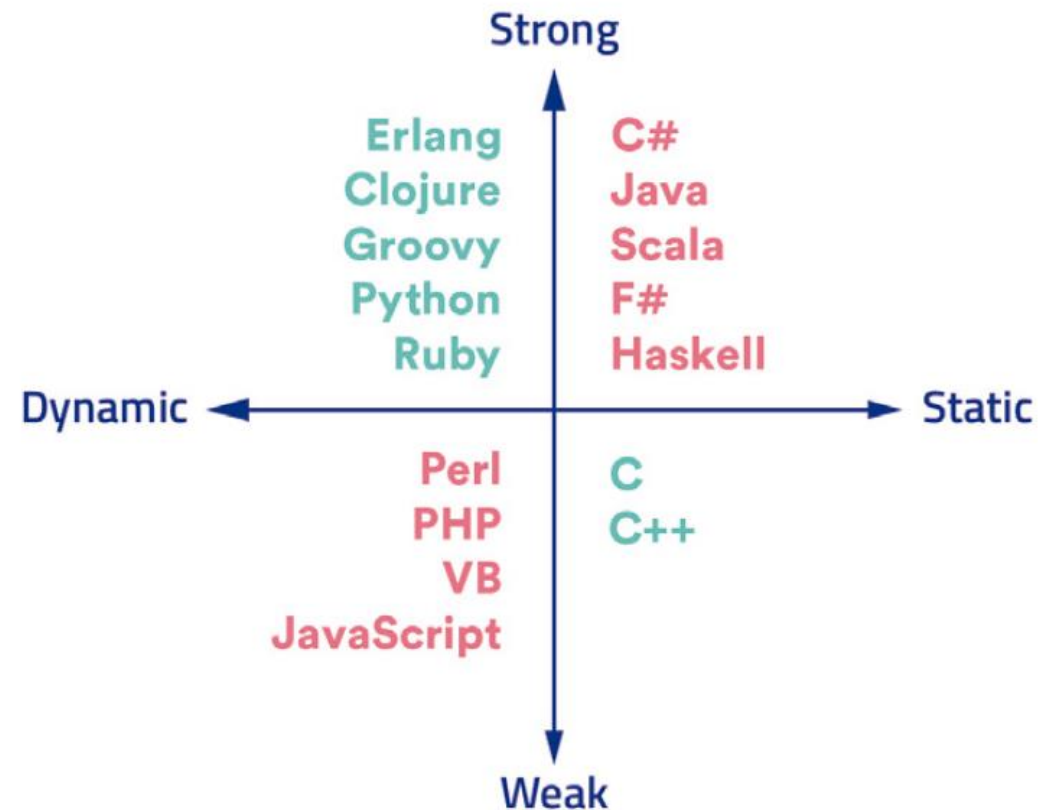 Strong
Erlang
Clojure
Groovy
Python
Ruby
C#
Java
Scala
F#
Haskell
Dynamic
Static
Perl
PHP
VB
JavaScript
C
C++
Weak